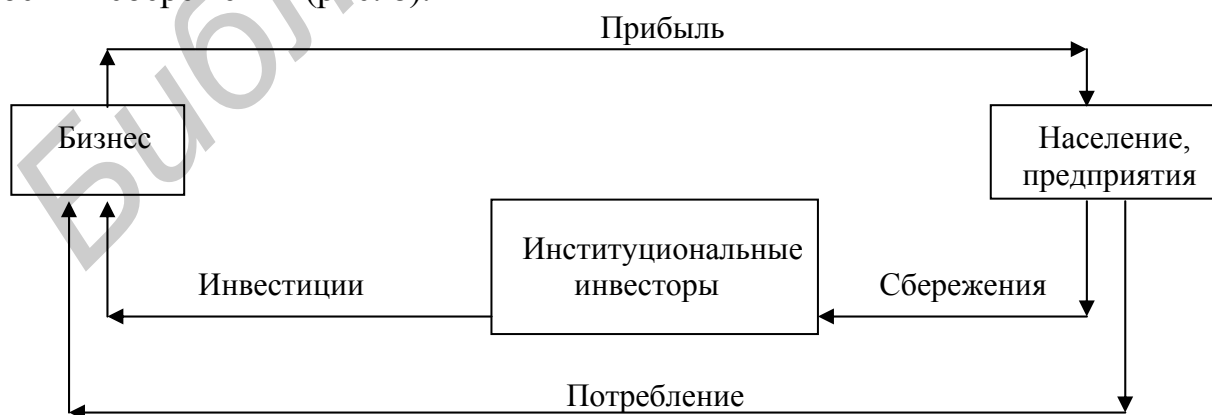 Прибыль
Бизнес
Население,
предприятия
Институциональные
инвесторы
Инвестиции
Сбережения
Потребление